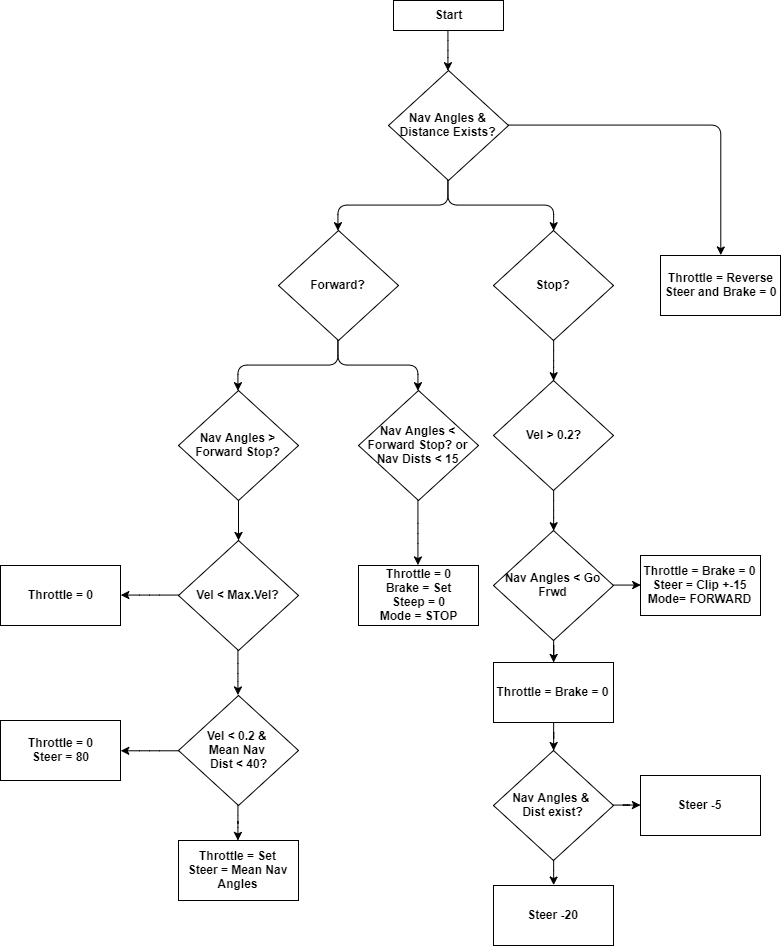 Start
Nav Angles &
Distance Exists?
Forward?
Stop?
Throttle = Reverse
Steer and Brake = 0
Nav Angles >
Forward Stop?
Nav Angles <
Forward Stop? or
Nav Dists < 15
Vel > 0.2?
Throttle = 0
Vel < Max.Vel?
Throttle = 0
Brake = Set
Steep = 0
Mode = STOP
Nav Angles < Go
Frwd
Throttle = Brake = 0
Steer = Clip +-15
Mode= FORWARD
Throttle = Brake = 0
Throttle = 0
Steer = 80
Vel < 0.2 &
Mean Nav
Dist < 40?
Nav Angles &
Dist exist?
Steer -5
Throttle = Set
Steer = Mean Nav
Angles
Steer -20